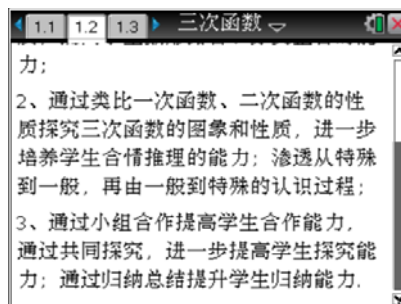 1.1 1.2 1.3 三次函数
力；
2、通过类比一次函数、二次函数的性
质探究三次函数的图象和性质，进一步
培养学生合情推理的能力；渗透从特殊
到一般，再由一般到特殊的认识过程；
3、通过小组合作提高学生合作能力，
通过共同探究，进一步提高学生探究能
力；通过归纳总结提升学生归纳能力.